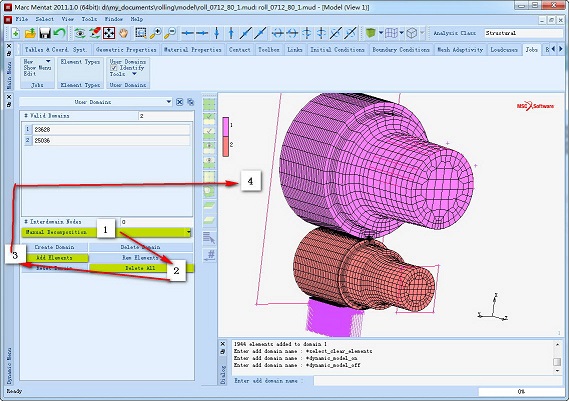 Marc Mentat 2011.1.0 (64bit): d:\my_documents\rolling\model\roll_0712_80_1.mud: roll_0712_80_1.mud - [Model (View 1)]
File Select View Tools Window Help
Analysis Class Structural
Tables & Coord. Syst. Geometric Properties Material Properties Contact Toolbox Links Initial Conditions Boundary Conditions Mesh Adaptivity Loadcases Jobs
New Element Types User Domains
Show Menu Identify
Edit Tools
Jobs Element Types User Domains
Main Menu
User Domains
# Valid Domains 2
1 23628
2 25036
# Interdomain Nodes 0
Manual Decomposition
Create Domain Delete Domain
Add Elements Rem Elements
Reset Domain Delete All
1
2
3
4
1
2
MSC Software
Z
X
1
Dynamic Menu
Dialog
1944 elements added to domain 1
Enter add domain name : *select_clear_elements
Enter add domain name : *dynamic_model_on
Enter add domain name : *dynamic_model_off
Enter add domain name :
Ready 0%